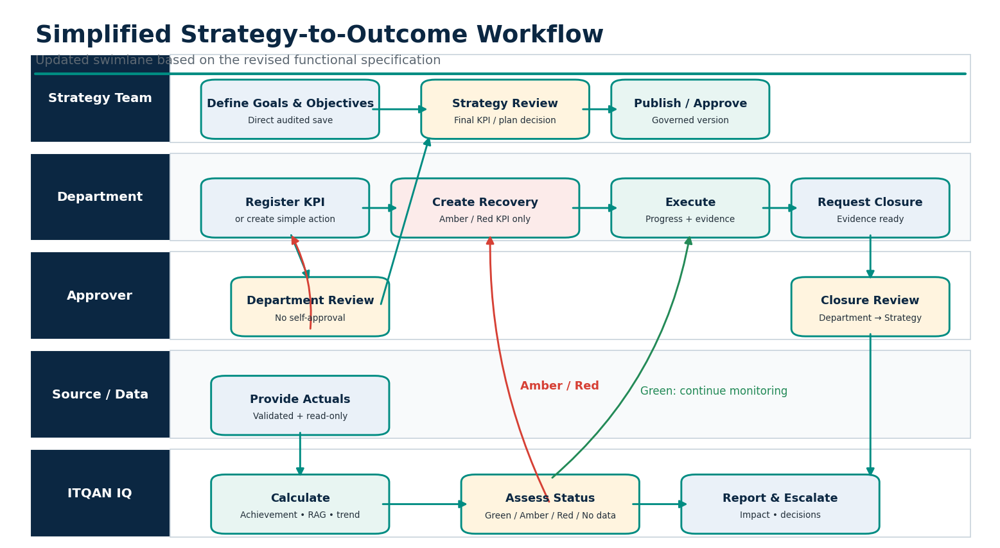 Simplified Strategy-to-Outcome Workflow
Updated swimlane based on the revised functional specification
Strategy Team
Define Goals & Objectives
Direct audited save
Strategy Review
Final KPI / plan decision
Publish / Approve
Governed version
Department
Register KPI
or create simple action
Create Recovery
Amber / Red KPI only
Execute
Progress + evidence
Request Closure
Evidence ready
Approver
Department Review
No self-approval
Closure Review
Department → Strategy
Source / Data
Provide Actuals
Validated + read-only
Amber / Red
Green: continue monitoring
ITQAN IQ
Calculate
Achievement • RAG • trend
Assess Status
Green / Amber / Red / No data
Report & Escalate
Impact • decisions